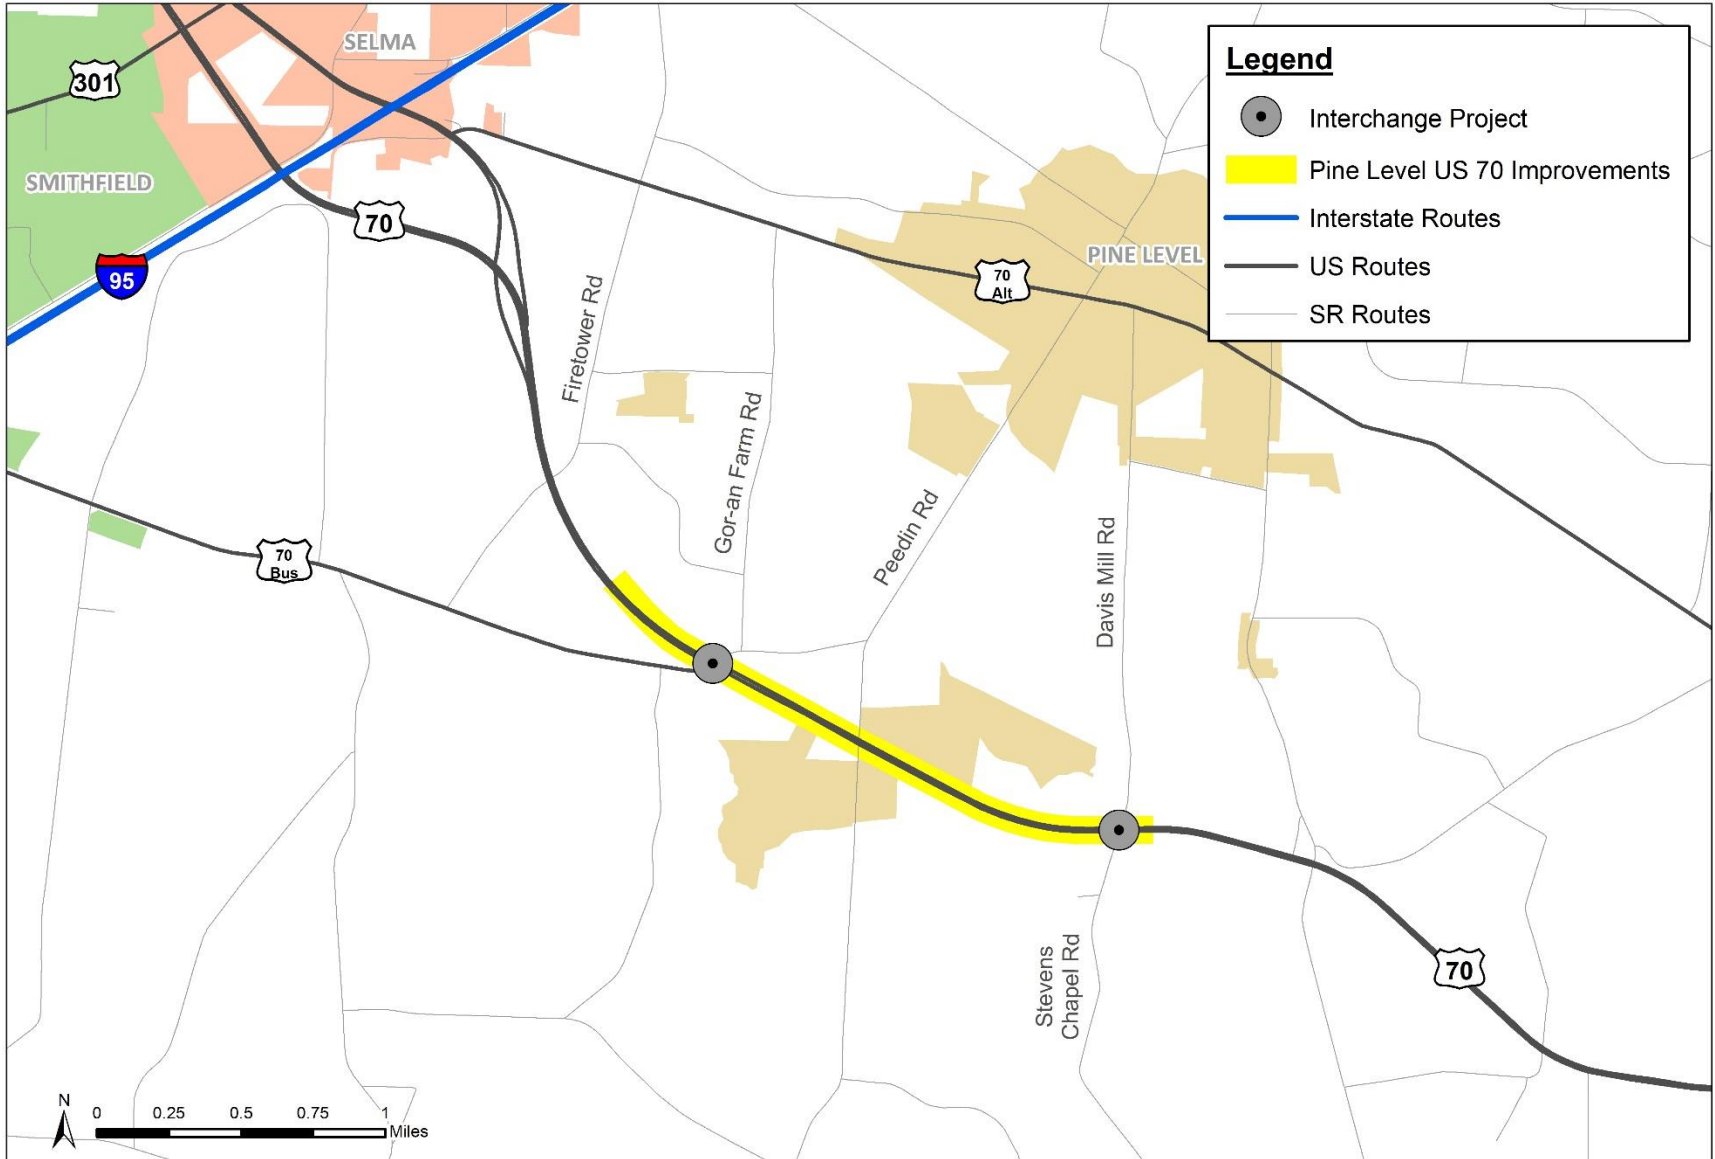 SELMA
301
SMITHFIELD
70
95
Legend
Interchange Project
Pine Level US 70 Improvements
Interstate Routes
US Routes
SR Routes
PINE LEVEL
70
Alt
Firetower Rd
Gor-an Farm Rd
Peedin Rd
Davis Mill Rd
70
Bus
Stevens
Chapel Rd
70
N
0 0.25 0.5 0.75 1
Miles